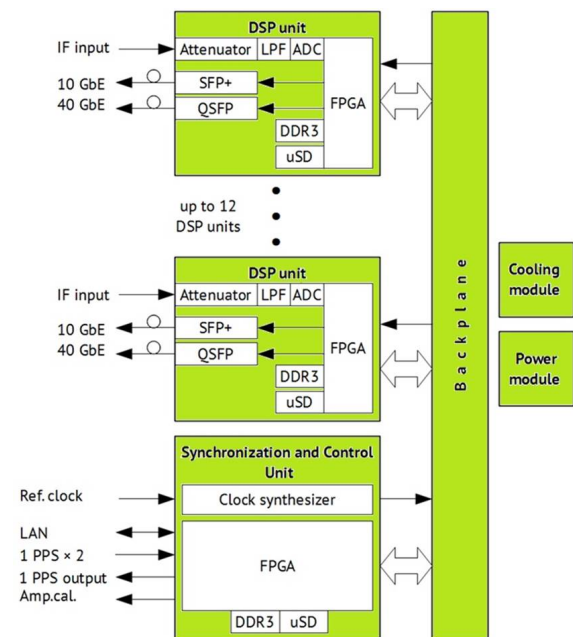 DSP unit
IF input
Attenuator LPF ADC
10 GbE
SFP+
40 GbE
QSFP
FPGA
DDR3
uSD
up to 12
DSP units
DSP unit
IF input
Attenuator LPF ADC
10 GbE
SFP+
40 GbE
QSFP
FPGA
DDR3
uSD
Synchronization and Control
Unit
Ref. clock
Clock synthesizer
LAN
1 PPS × 2
1 PPS output
Amp.cal.
FPGA
DDR3 uSD
Backplane
Cooling
module
Power
module